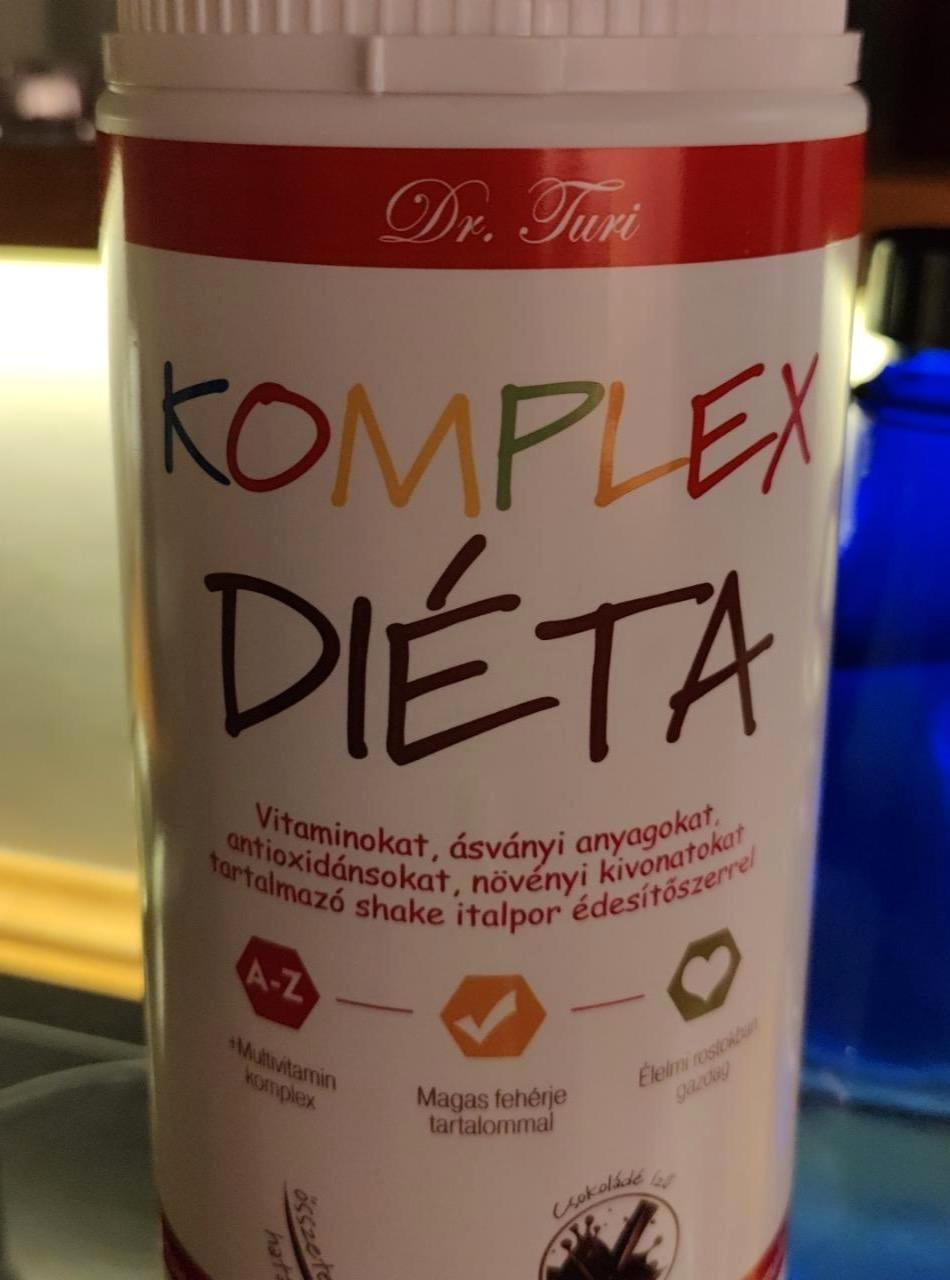 Dr. Turi
KOMPLEX
DIÉTA
Vitaminokat, ásványi anyagokat,
antioxidánsokat, növényi kivonatokat
tartalmazó shake italpor édesítőszerrel
A-Z
+Multivitamin
komplex
Magas fehérje
tartalommal
Élelmi rostokban
gazdag
Csokoládé ízű